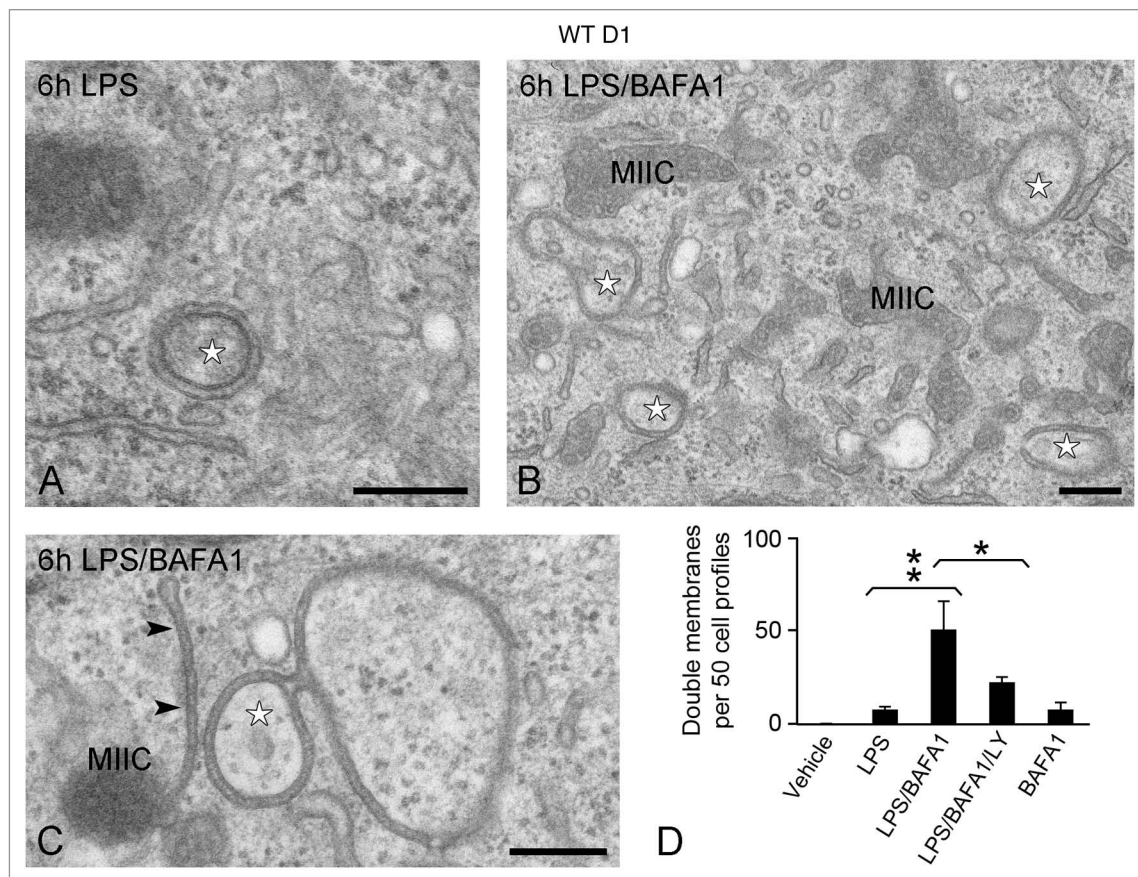 WT D1
6h LPS
A
6h LPS/BAFA1
MIIC
MIIC
B
6h LPS/BAFA1
MIIC
C
Double membranes
per 50 cell profiles
100
50
0
*
*
*
Vehicle
LPS
LPS/BAFA1
LPS/BAFA1/LY
BAFA1
D